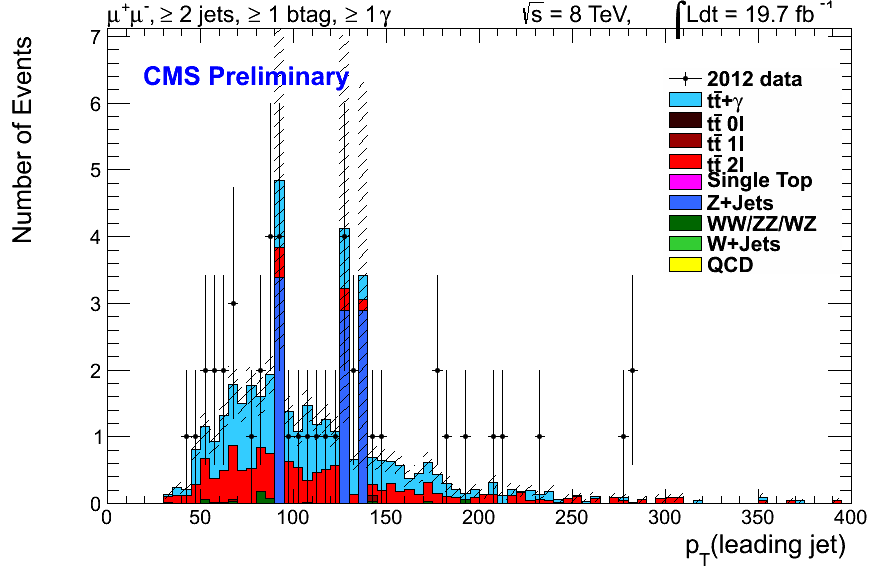 μ⁺μ⁻, ≥ 2 jets, ≥ 1 btag, ≥ 1 γ
√s = 8 TeV, ∫Ldt = 19.7 fb⁻¹
CMS Preliminary
2012 data
tt̄+γ
tt̄ 0l
tt̄ 1l
tt̄ 2l
Single Top
Z+Jets
WW/ZZ/WZ
W+Jets
QCD
Number of Events
7
6
5
4
3
2
1
0
0 50 100 150 200 250 300 350 400
p_T(leading jet)